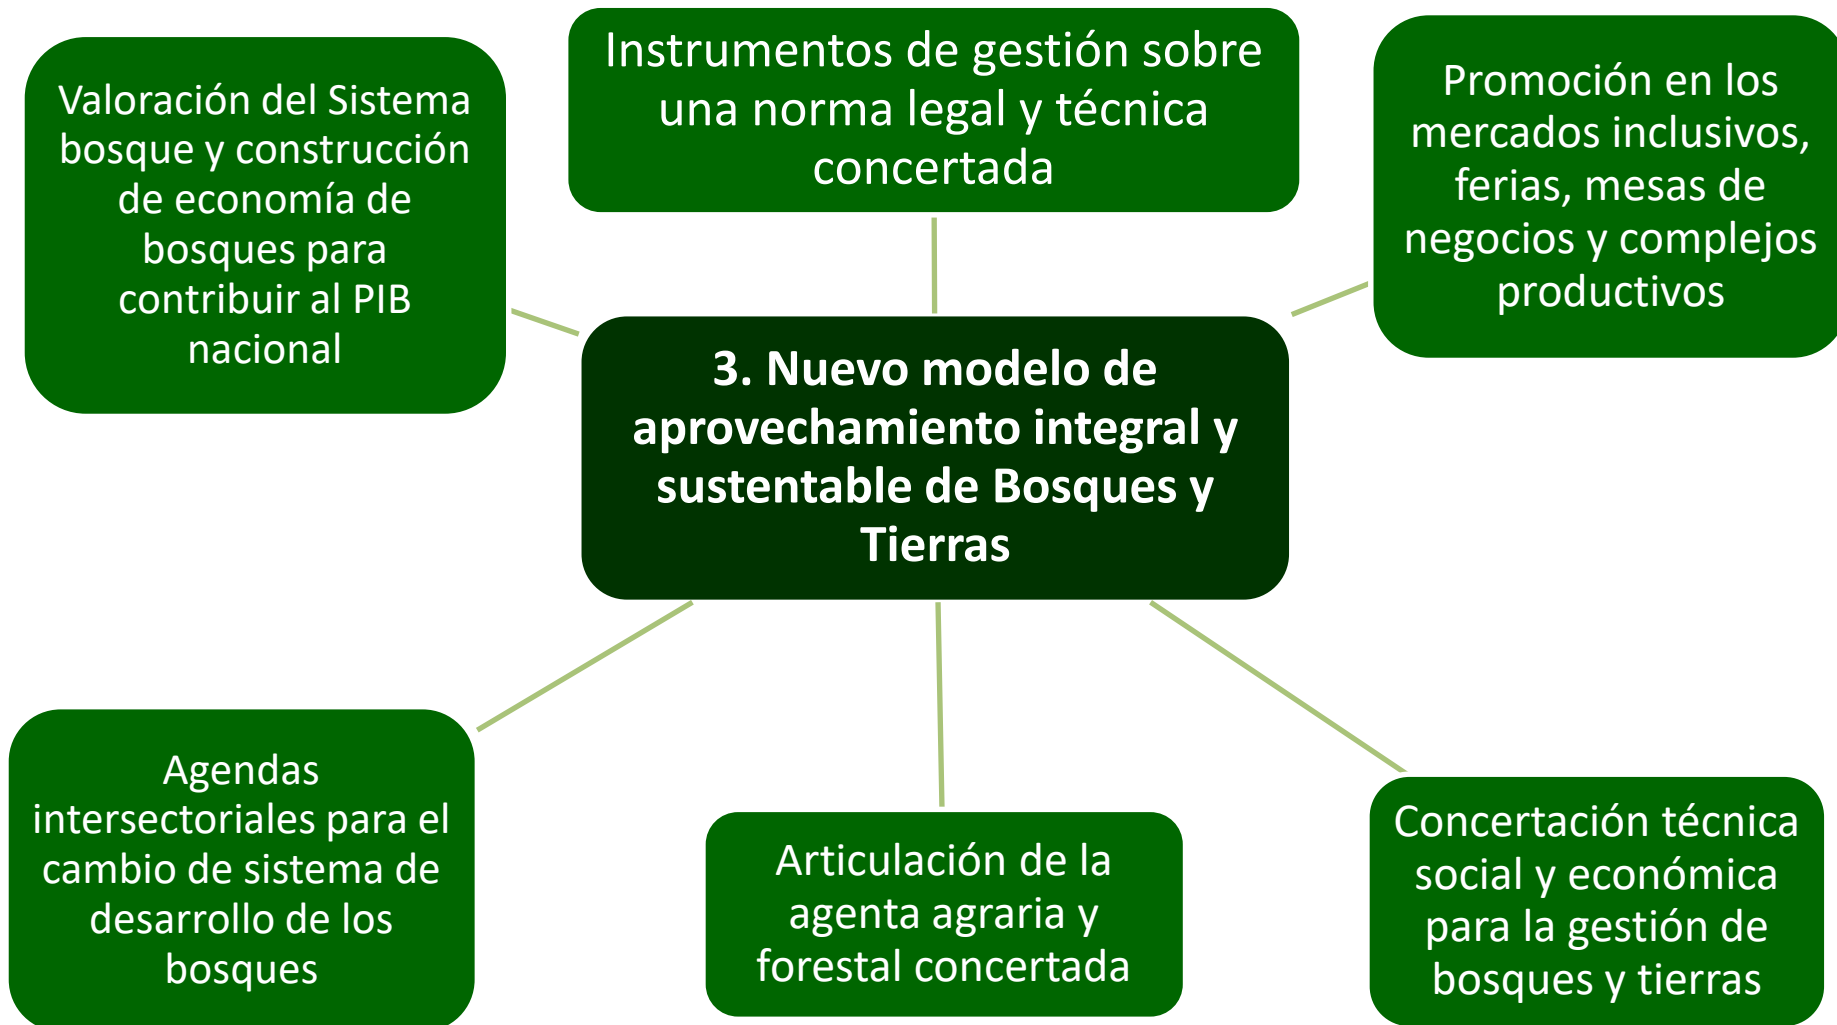 Valoración del Sistema
bosque y construcción
de economía de
bosques para
contribuir al PIB
nacional
Instrumentos de gestión sobre
una norma legal y técnica
concertada
Promoción en los
mercados inclusivos,
ferias, mesas de
negocios y complejos
productivos
3. Nuevo modelo de
aprovechamiento integral y
sustentable de Bosques y
Tierras
Agendas
intersectoriales para el
cambio de sistema de
desarrollo de los
bosques
Articulación de la
agenta agraria y
forestal concertada
Concertación técnica
social y económica
para la gestión de
bosques y tierras